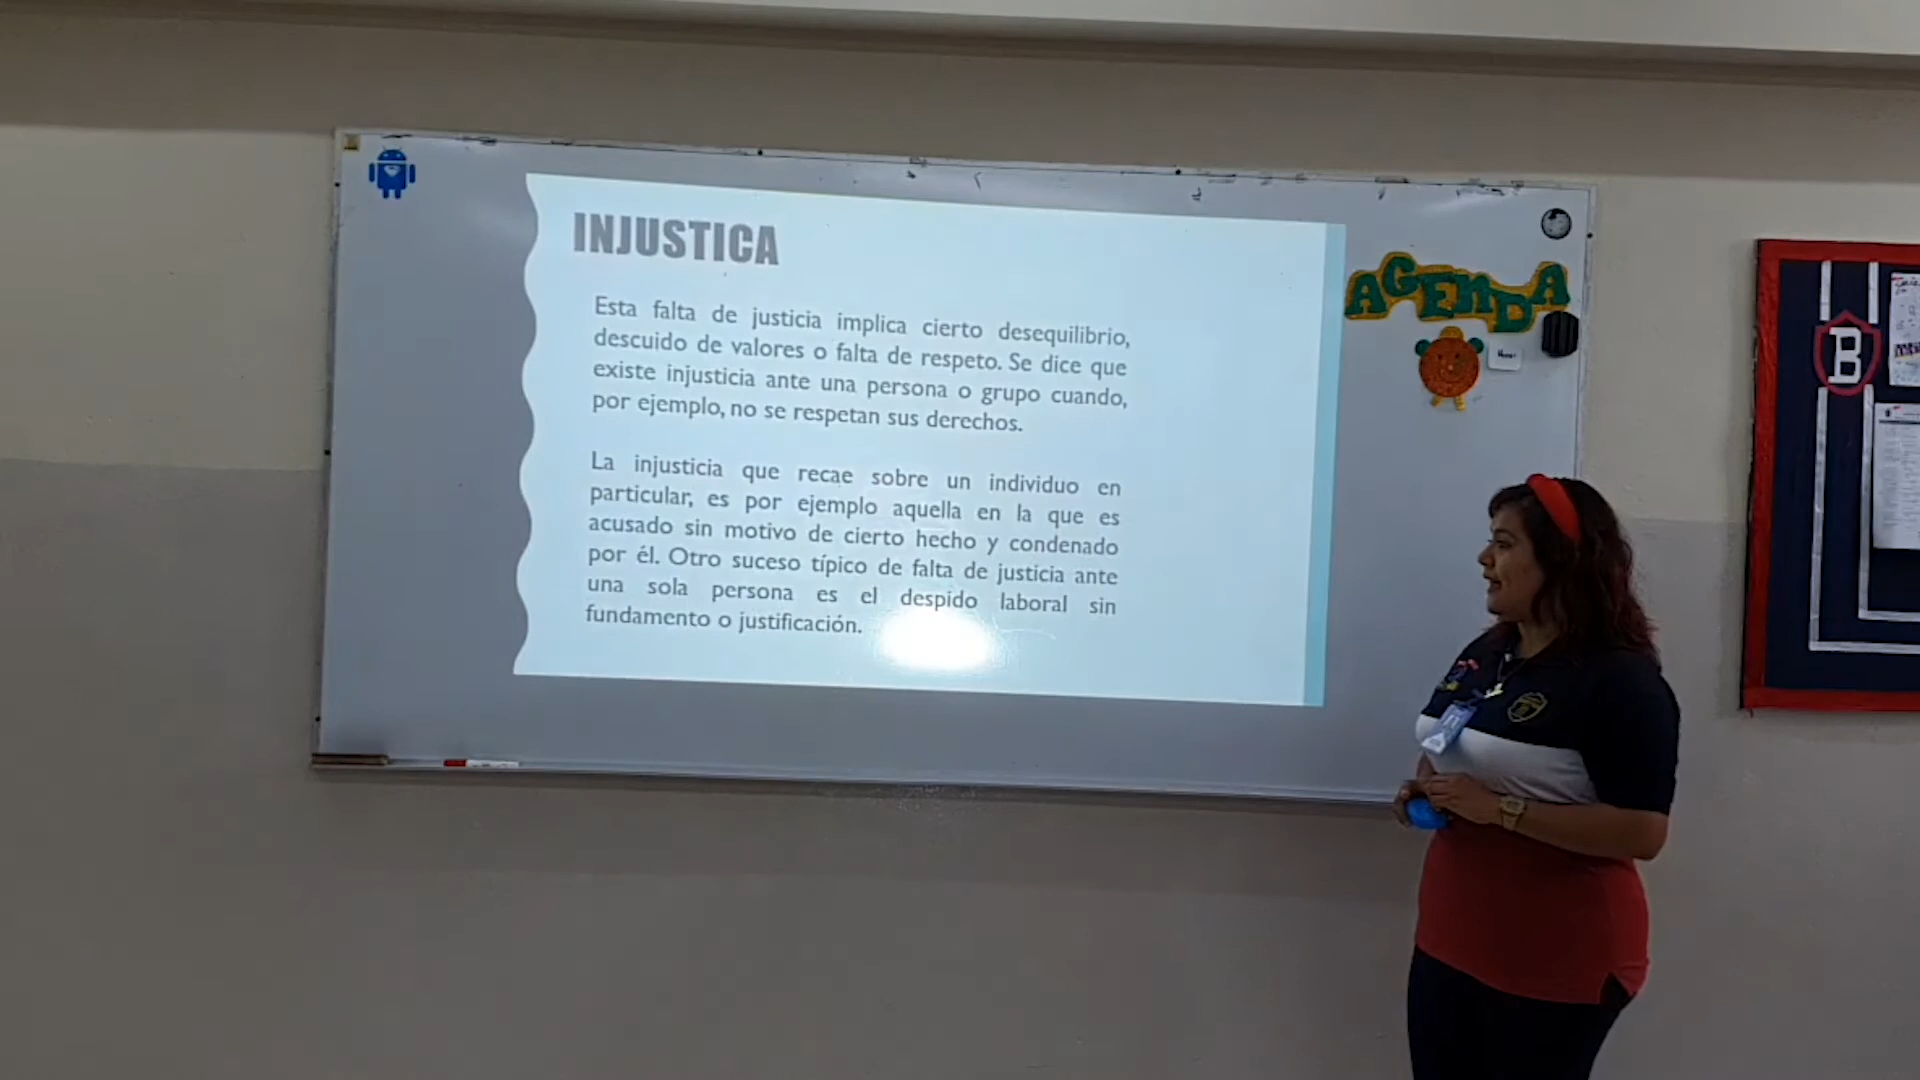 INJUSTICA
Esta falta de justicia implica cierto desequilibrio,
descuido de valores o falta de respeto. Se dice que
existe injusticia ante una persona o grupo cuando,
por ejemplo, no se respetan sus derechos.
La injusticia que recae sobre un individuo en
particular, es por ejemplo aquella en la que es
acusado sin motivo de cierto hecho y condenado
por él. Otro suceso típico de falta de justicia ante
una sola persona es el despido laboral sin
fundamento o justificación.
AGENDA
B